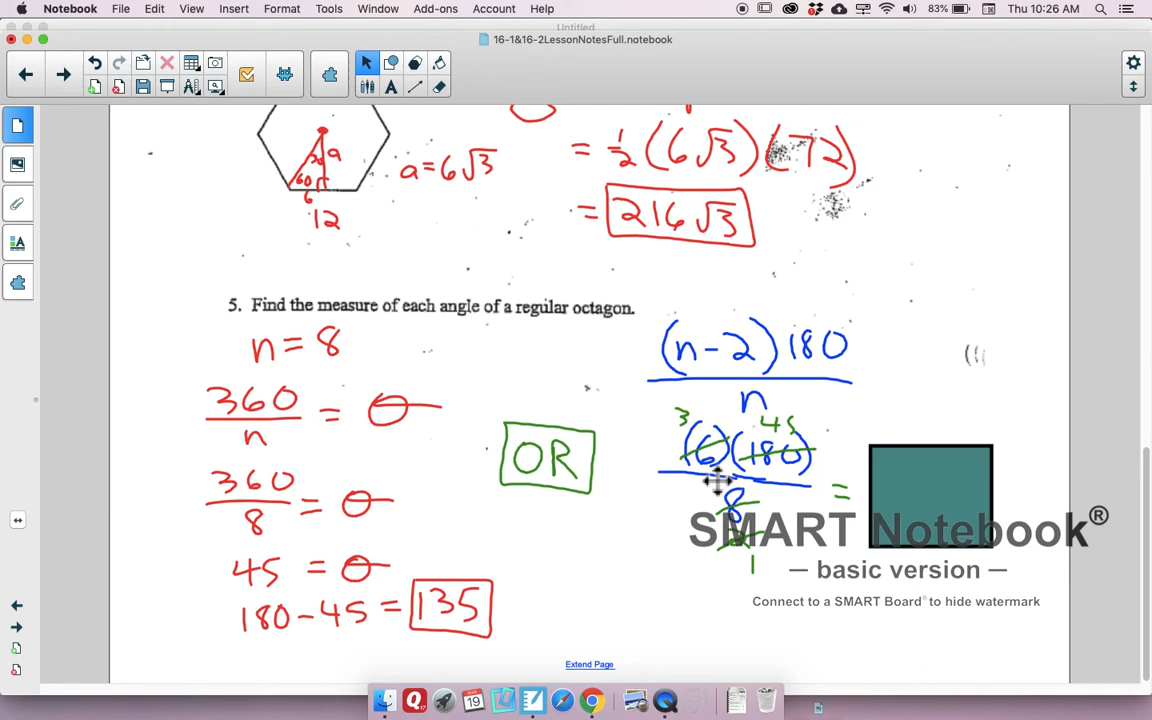 Notebook File Edit View Insert Format Tools Window Add-ons Account Help 83% Thu 10:26 AM
Untitled
16-1&16-2LessonNotesFull.notebook
30 a
60
6
12
a = 6√3
= 1/2 (6√3)(72)
= 216√3
5. Find the measure of each angle of a regular octagon.
n = 8
360/n = θ
360/8 = θ
45 = θ
180 - 45 = 135
OR
(n - 2) 180
n
3 45
(6)(180)
=
8
1
SMART Notebook®
— basic version —
Connect to a SMART Board® to hide watermark
Extend Page